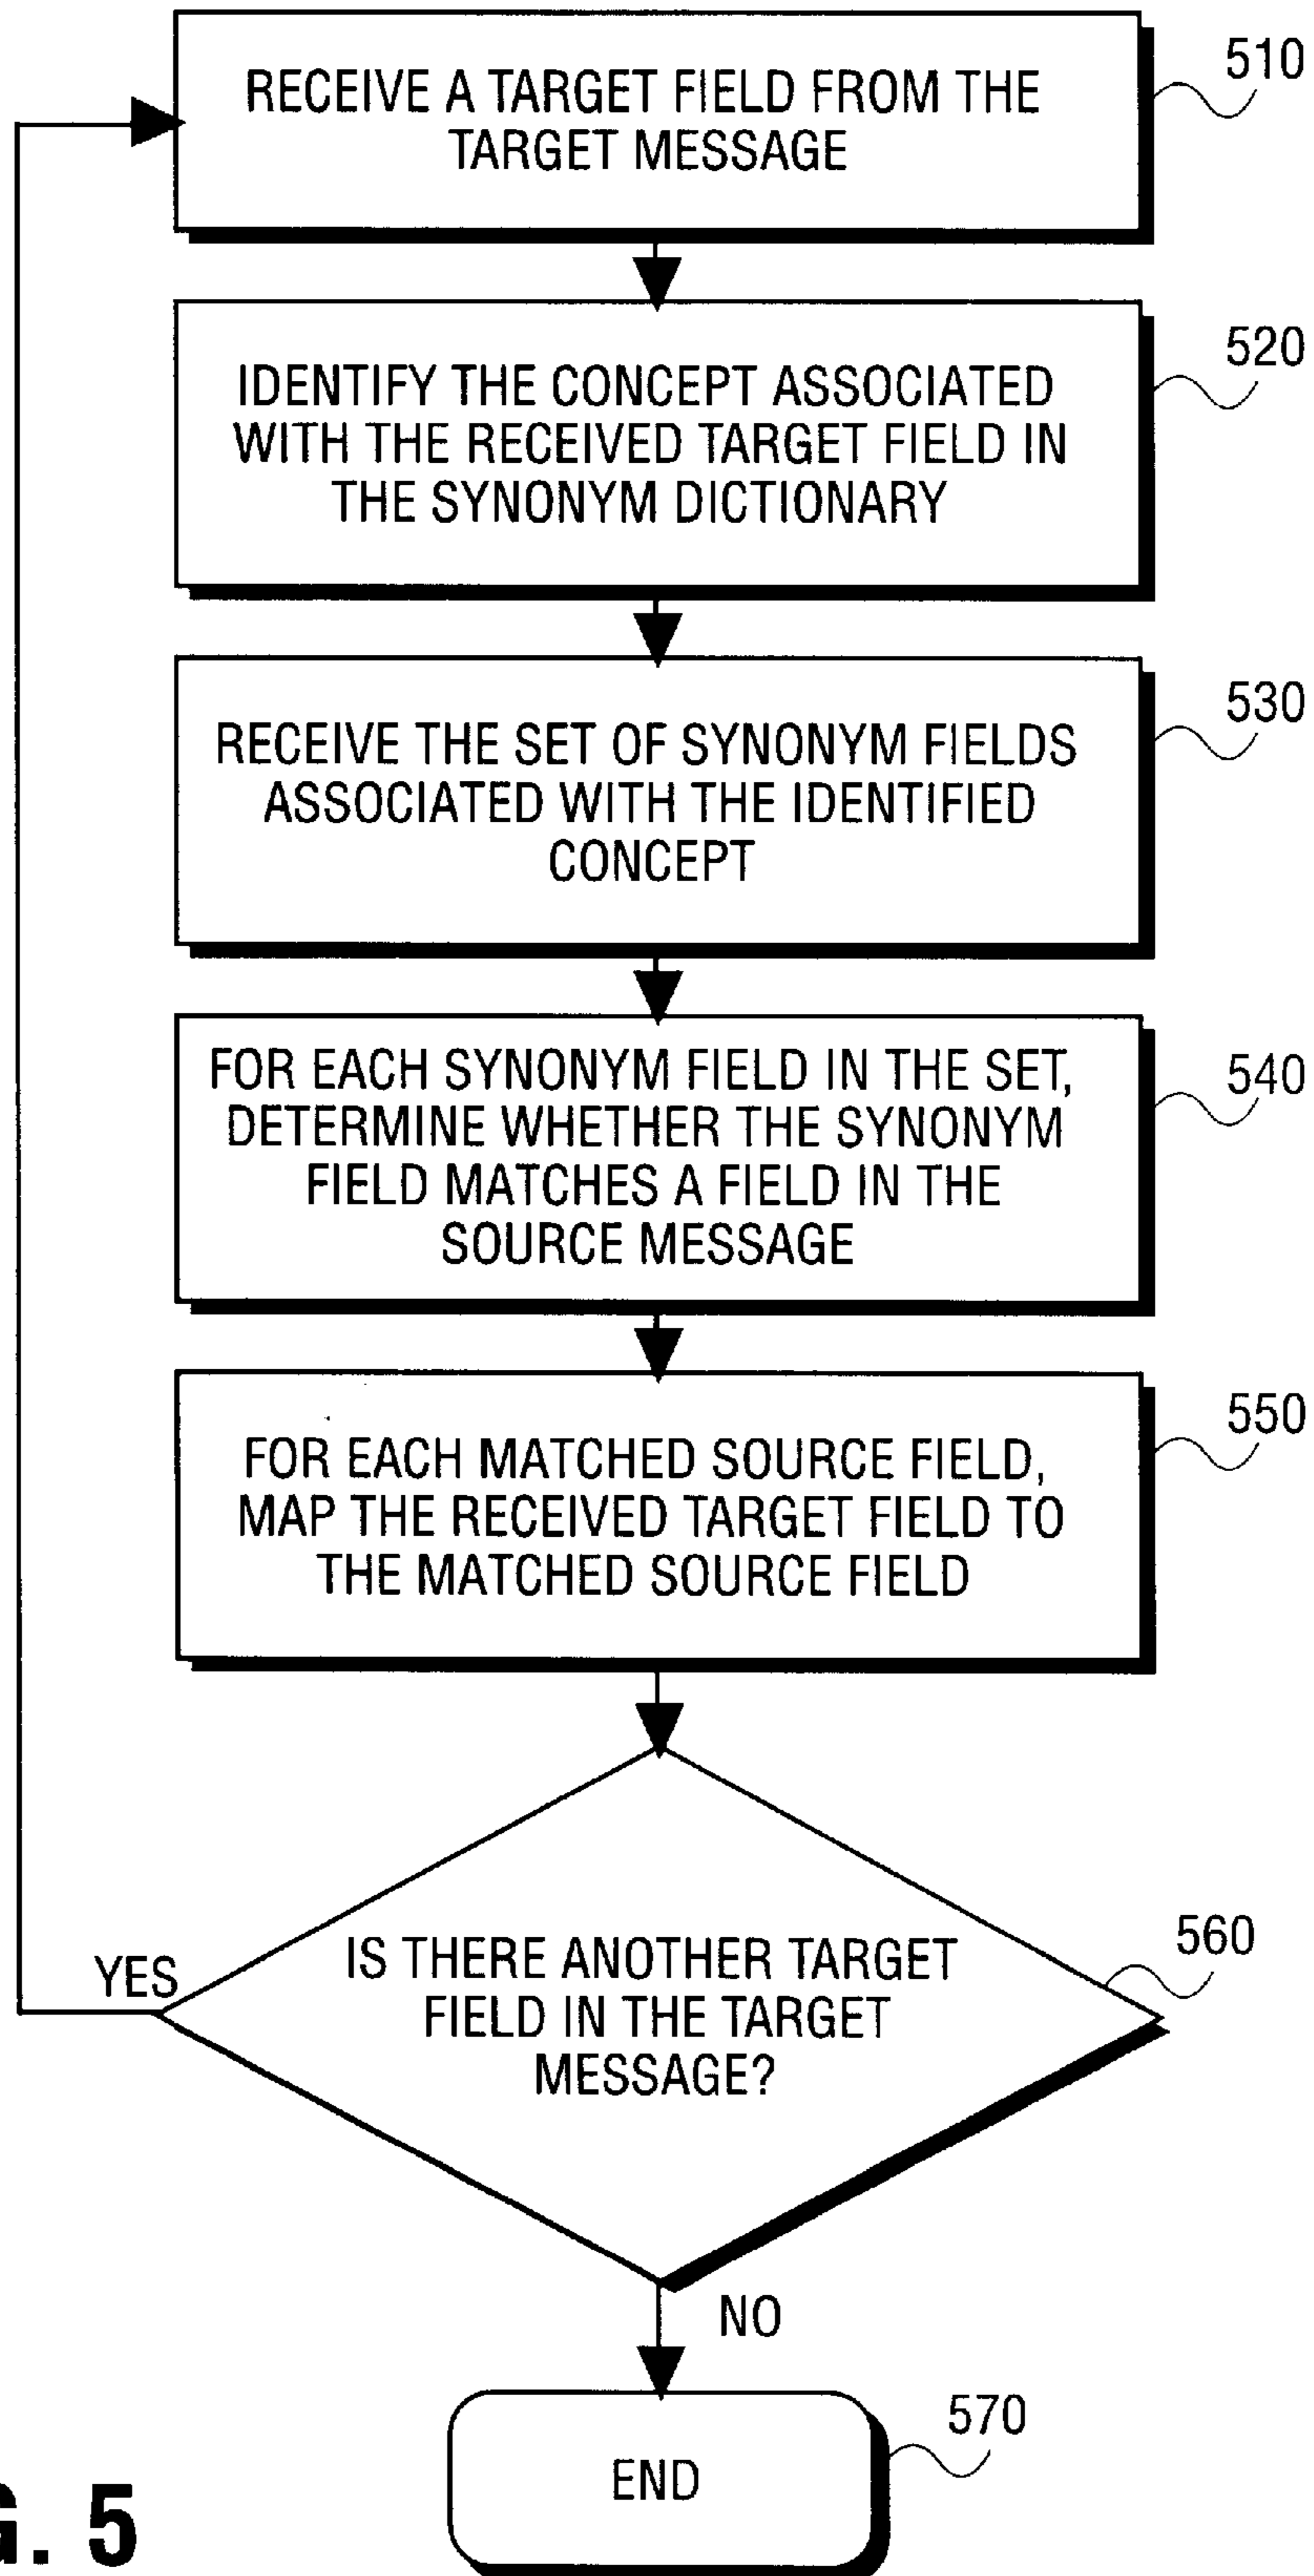 RECEIVE A TARGET FIELD FROM THE
TARGET MESSAGE
510
IDENTIFY THE CONCEPT ASSOCIATED
WITH THE RECEIVED TARGET FIELD IN
THE SYNONYM DICTIONARY
520
RECEIVE THE SET OF SYNONYM FIELDS
ASSOCIATED WITH THE IDENTIFIED
CONCEPT
530
FOR EACH SYNONYM FIELD IN THE SET,
DETERMINE WHETHER THE SYNONYM
FIELD MATCHES A FIELD IN THE
SOURCE MESSAGE
540
FOR EACH MATCHED SOURCE FIELD,
MAP THE RECEIVED TARGET FIELD TO
THE MATCHED SOURCE FIELD
550
IS THERE ANOTHER TARGET
FIELD IN THE TARGET
MESSAGE?
560
YES
NO
END
570
G. 5